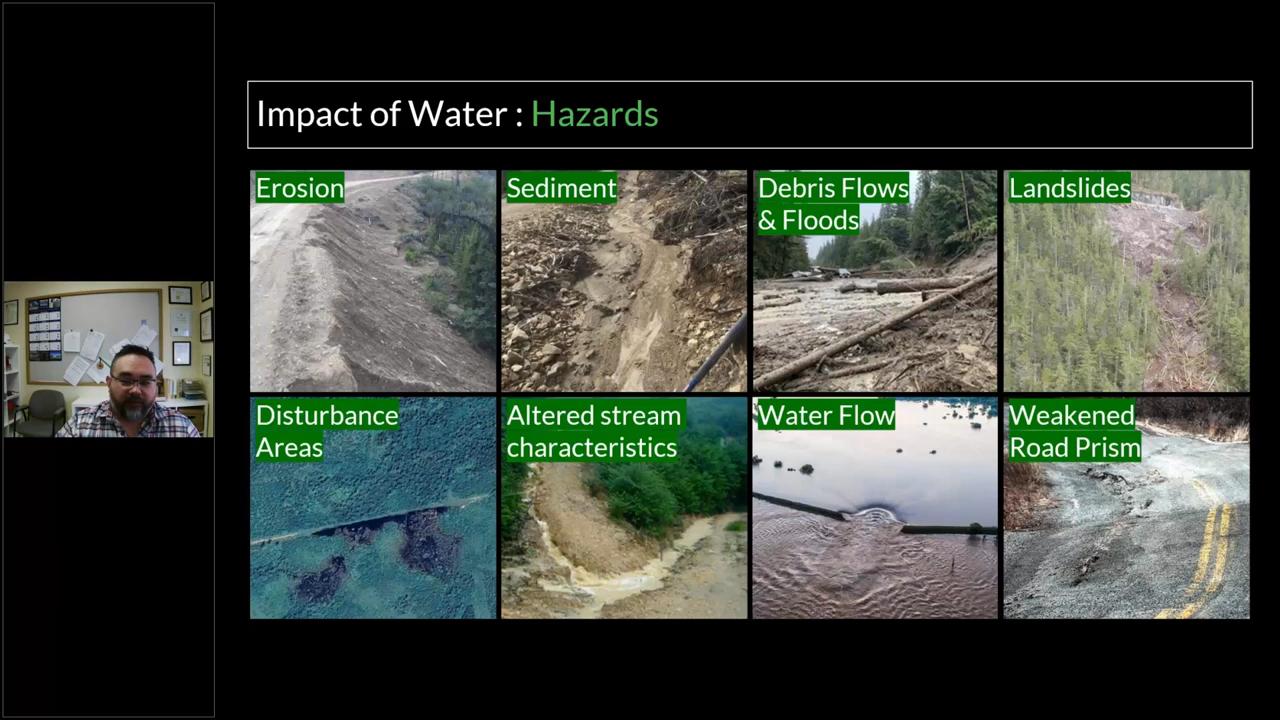 Impact of Water : Hazards
Erosion
Sediment
Debris Flows
& Floods
Landslides
Disturbance
Areas
Altered stream
characteristics
Water Flow
Weakened
Road Prism